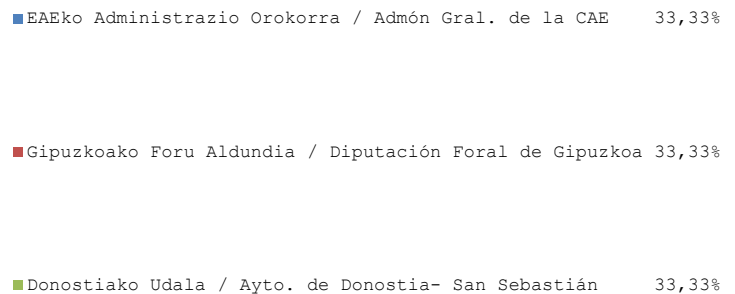 EAEko Administrazio Orokorra / Admón Gral. de la CAE 33,33%
Gipuzkoako Foru Aldundia / Diputación Foral de Gipuzkoa 33,33%
Donostiako Udala / Ayto. de Donostia- San Sebastián 33,33%